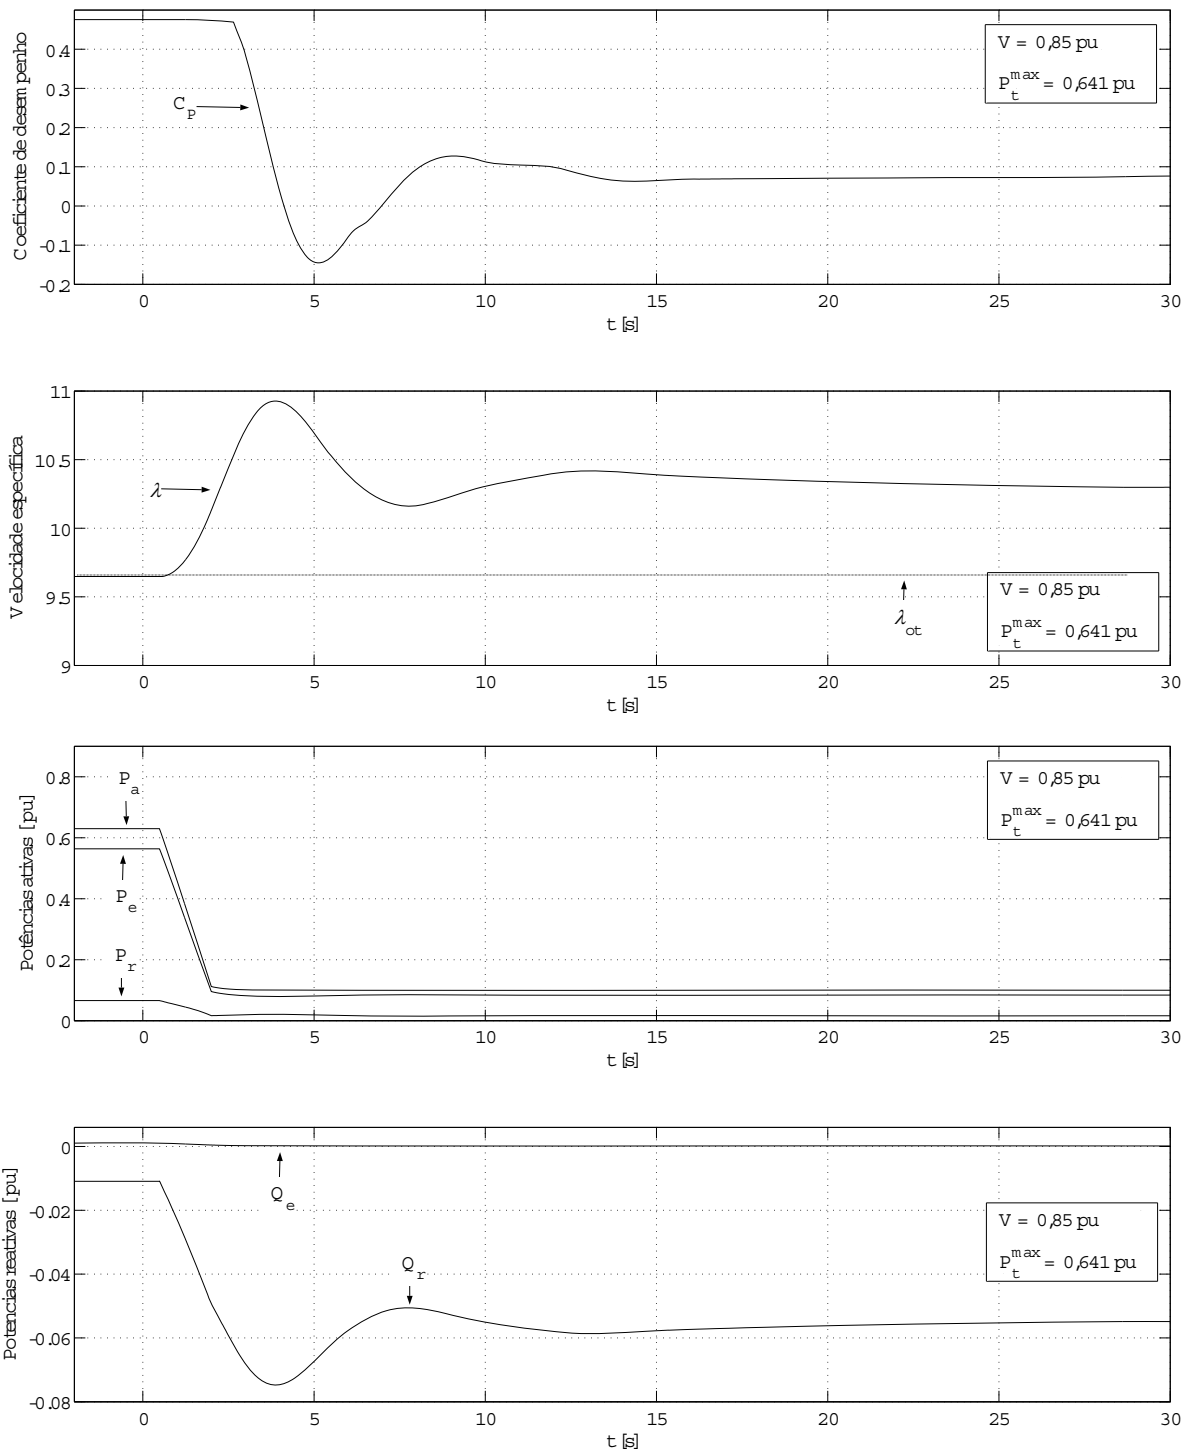 Coeficiente de desempenho
0.4
0.3
0.2
0.1
0
-0.1
-0.2
C_p
V = 0,85 pu
P_t^max = 0,641 pu
0 5 10 15 20 25 30
t [s]
Velocidade específica
11
10.5
10
9.5
9
λ
λ_ot
V = 0,85 pu
P_t^max = 0,641 pu
0 5 10 15 20 25 30
t [s]
Potências ativas [pu]
0.8
0.6
0.4
0.2
0
P_a
P_e
P_r
V = 0,85 pu
P_t^max = 0,641 pu
0 5 10 15 20 25 30
t [s]
Potencias reativas [pu]
0
-0.02
-0.04
-0.06
-0.08
Q_e
Q_r
V = 0,85 pu
P_t^max = 0,641 pu
0 5 10 15 20 25 30
t [s]